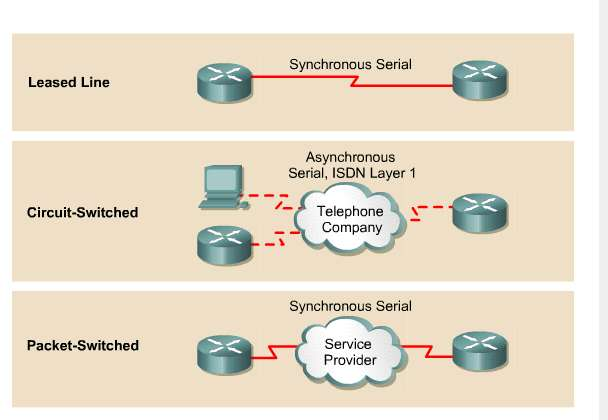 Leased Line
Synchronous Serial
Circuit-Switched
Asynchronous
Serial, ISDN Layer 1
Telephone
Company
Packet-Switched
Synchronous Serial
Service
Provider